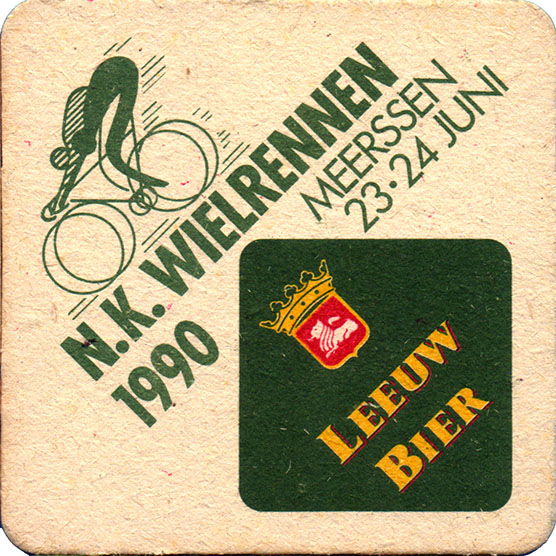 N.K. WIELRENNEN
1990
MEERSSEN
23·24 JUNI
LEEUW
BIER